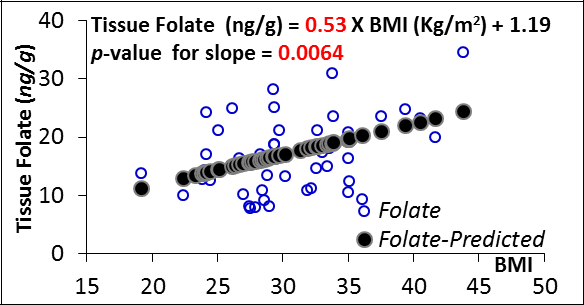 Tissue Folate (ng/g) = 0.53 X BMI (Kg/m²) + 1.19
p-value for slope = 0.0064
Tissue Folate (ng/g)
40
30
20
10
0
Folate
Folate-Predicted
BMI
15 20 25 30 35 40 45 50